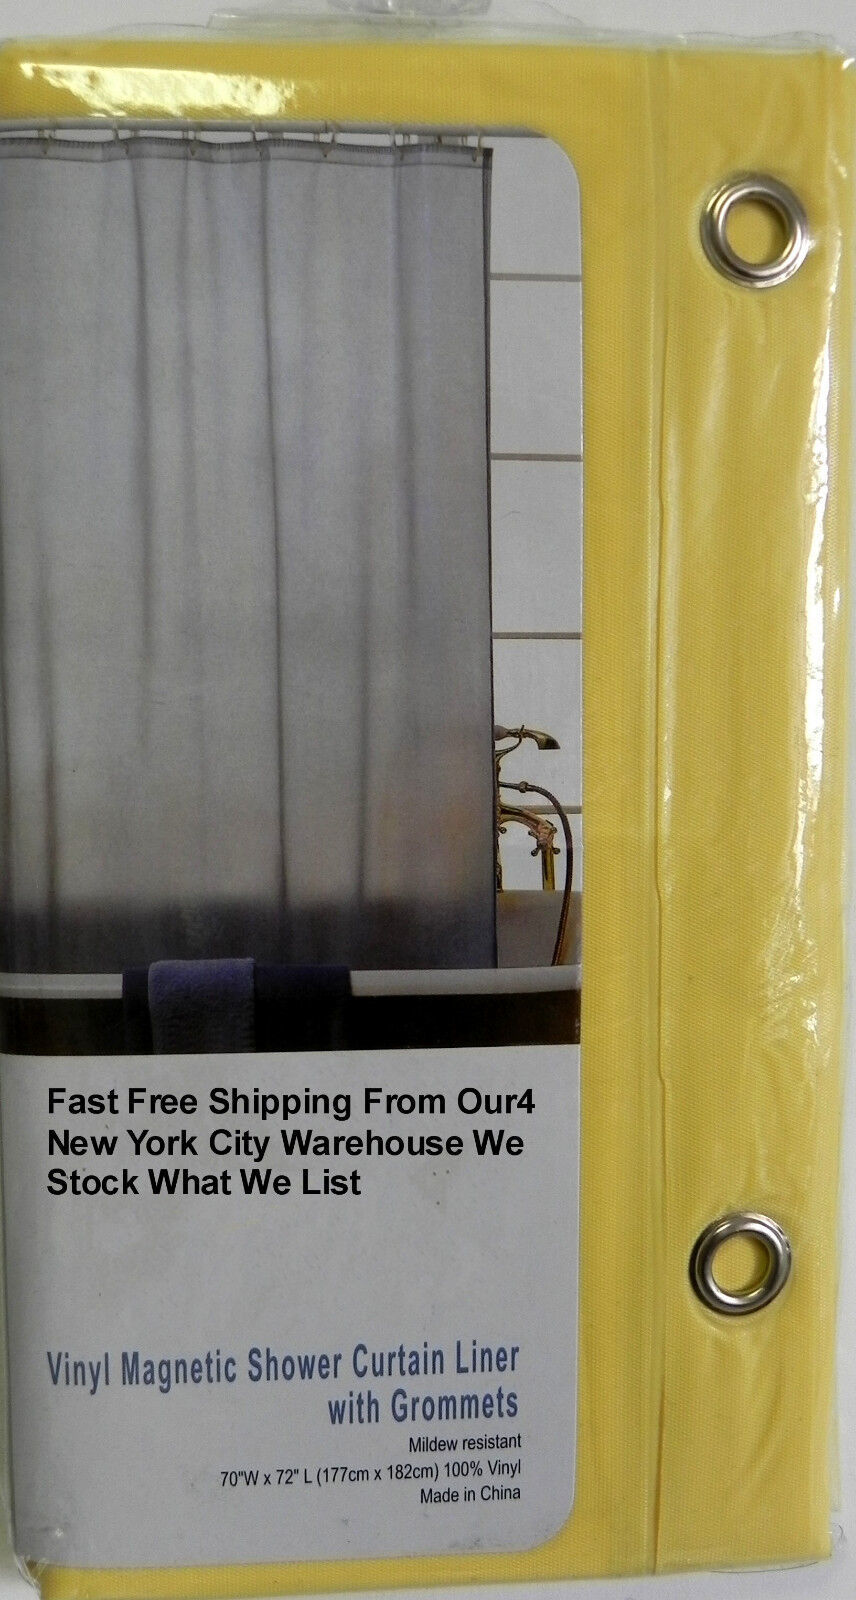 Fast Free Shipping From Our4
New York City Warehouse We
Stock What We List
Vinyl Magnetic Shower Curtain Liner
with Grommets
Mildew resistant
70"W x 72" L (177cm x 182cm) 100% Vinyl
Made in China